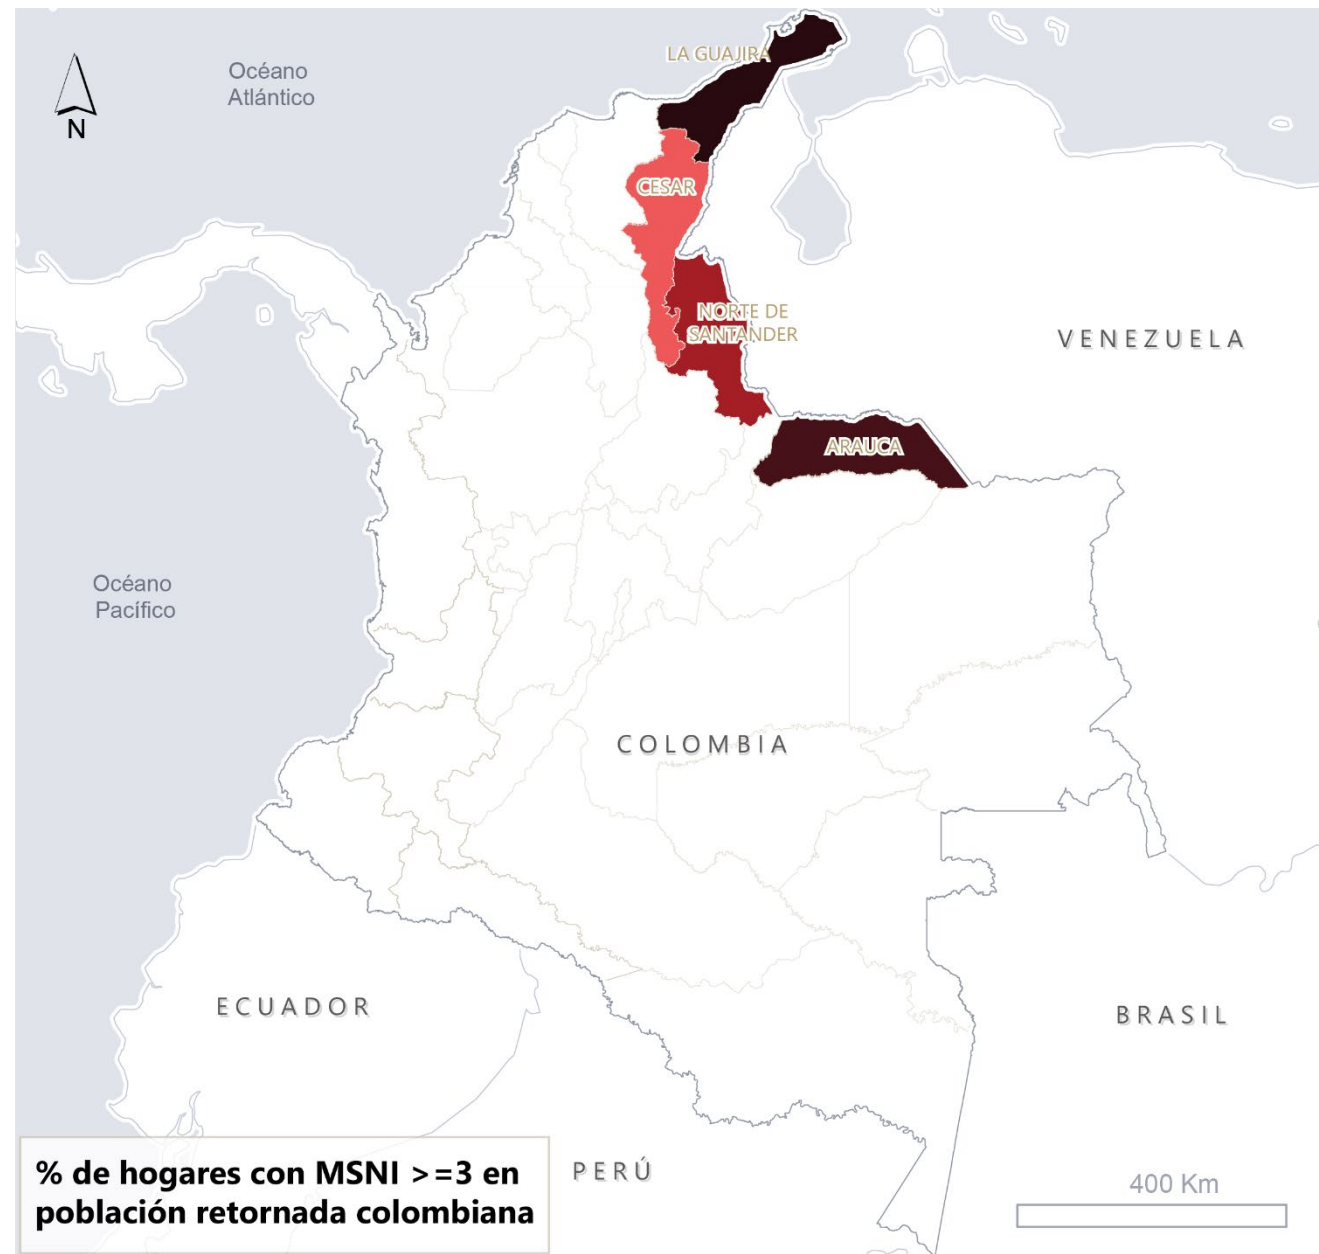 LA GUAJIRA
Océano
Atlántico
N
CESAR
NORTE DE
SANTANDER
VENEZUELA
ARAUCA
Océano
Pacífico
COLOMBIA
ECUADOR
BRASIL
% de hogares con MSNI >=3 en
población retornada colombiana
PERÚ
400 Km